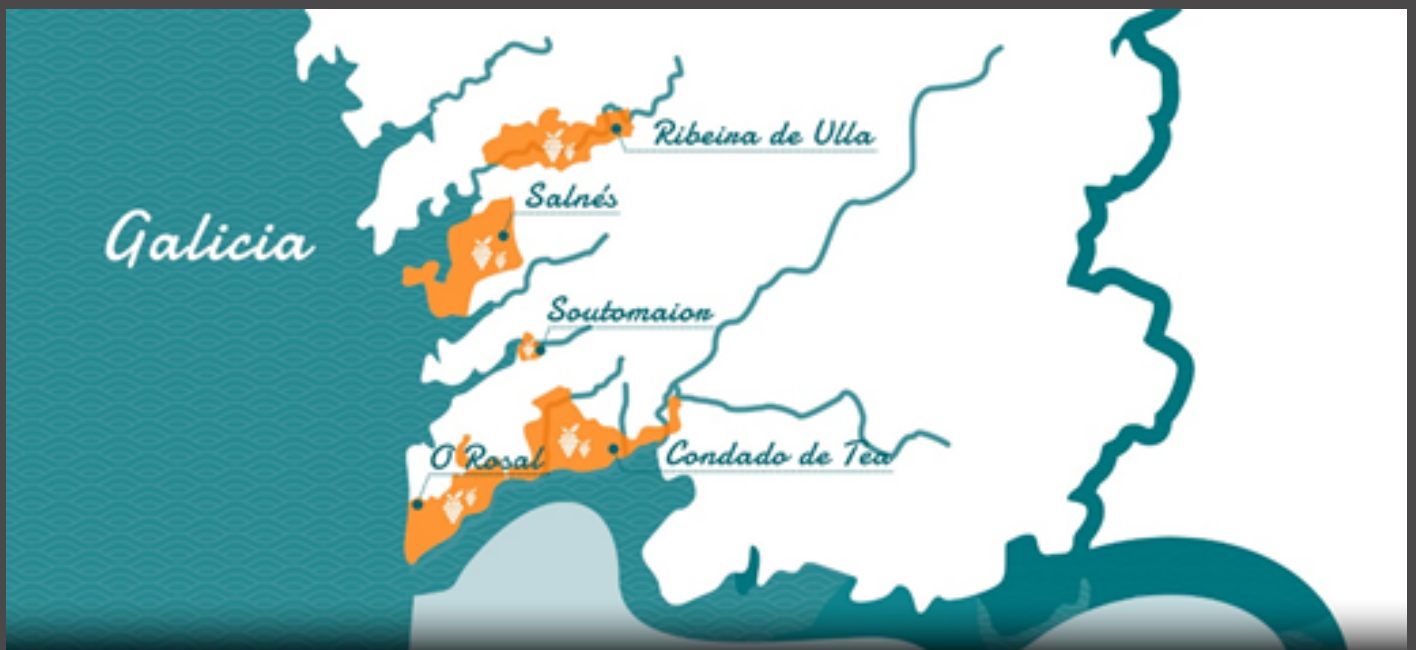 Ribeira de Ulla
Salnés
Galicia
Soutomaior
O Rosal
Condado de Tea